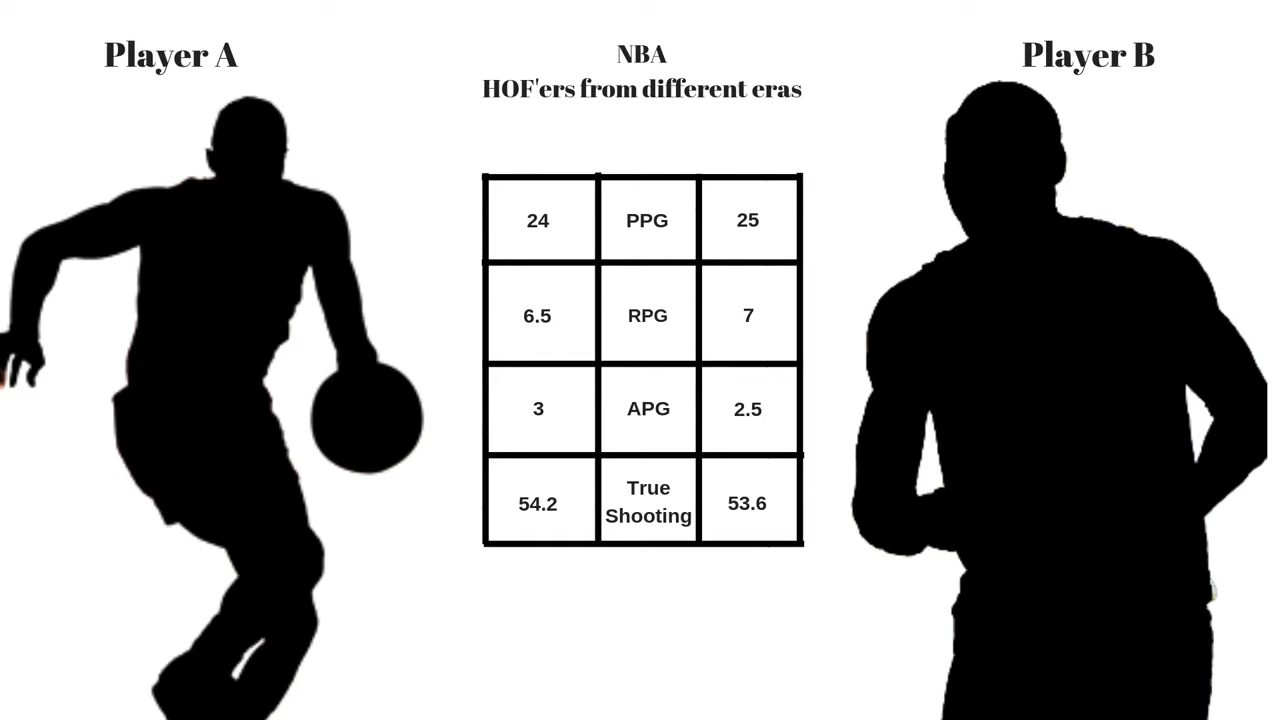 Player A
NBA
HOF'ers from different eras
Player B
24 PPG 25
6.5 RPG 7
3 APG 2.5
54.2 True Shooting 53.6